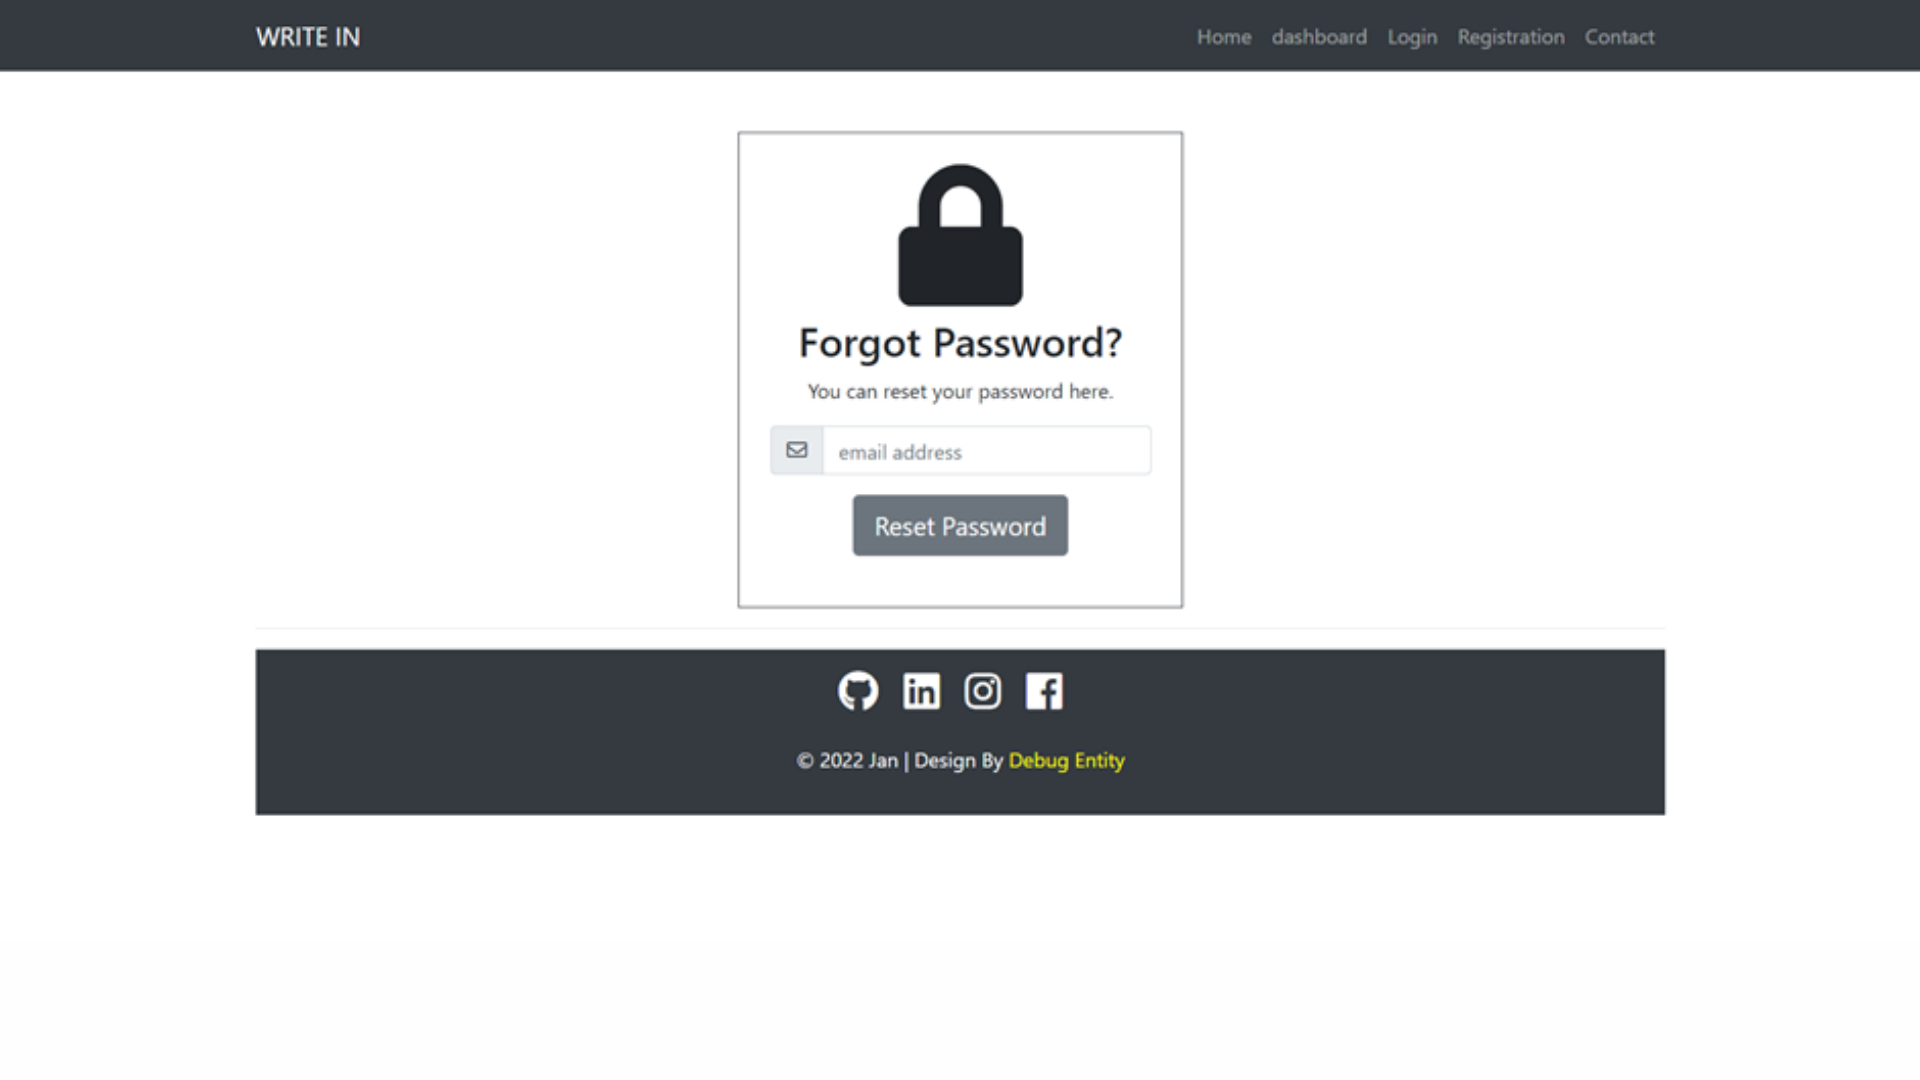 WRITE IN
Home dashboard Login Registration Contact
Forgot Password?
You can reset your password here.
email address
Reset Password
© 2022 Jan | Design By Debug Entity